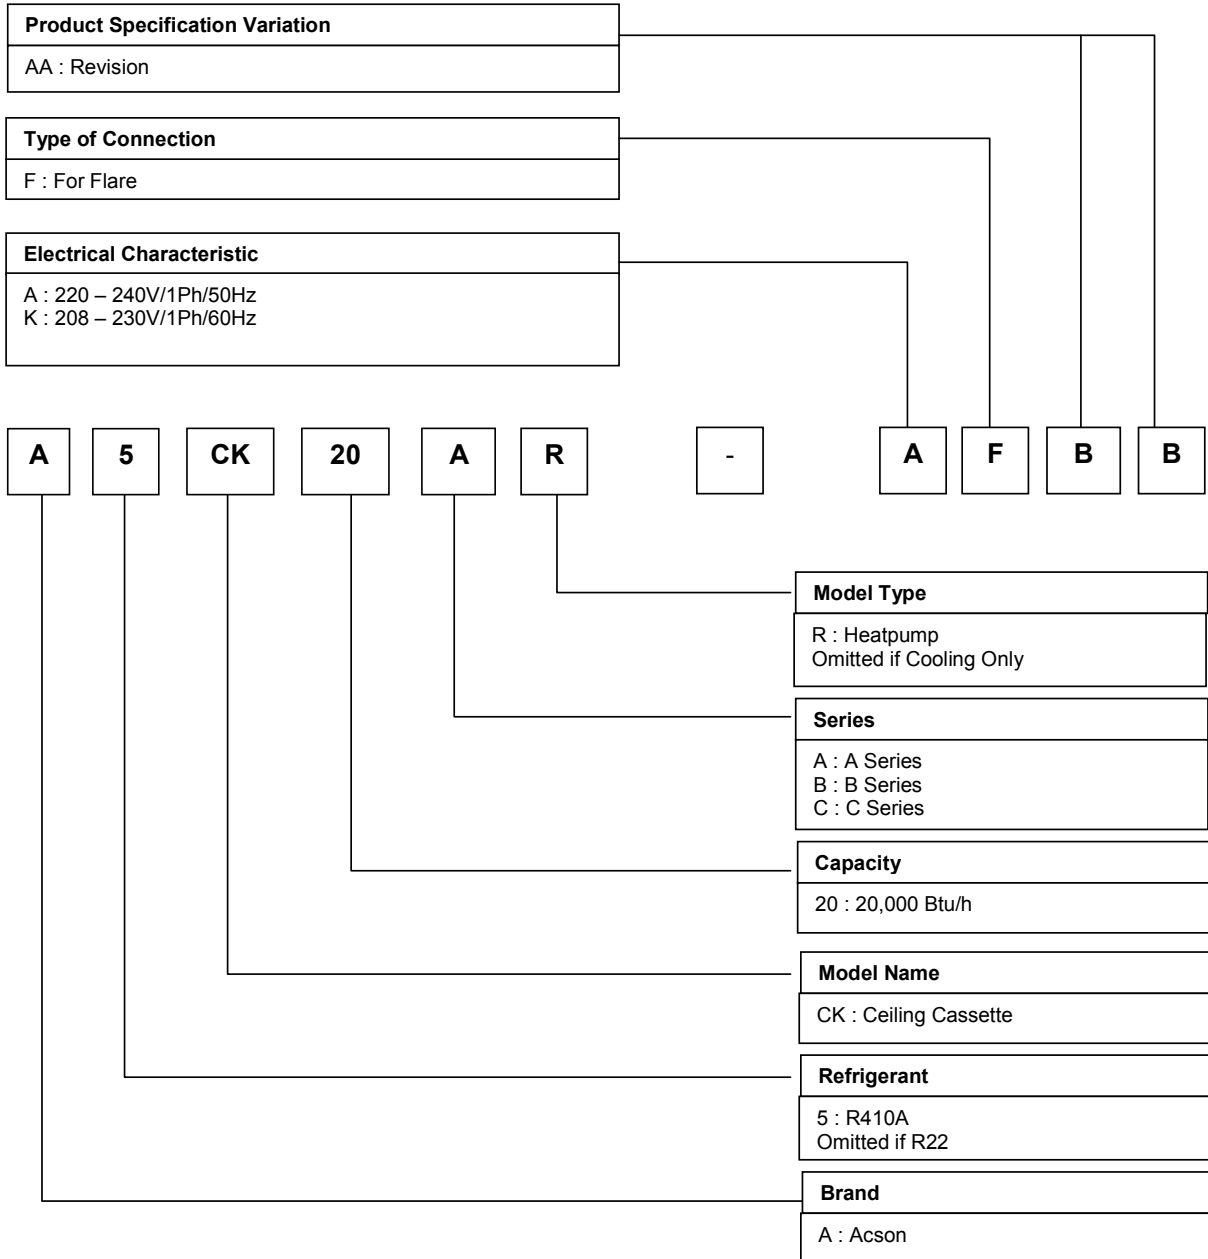 Product Specification Variation
AA : Revision
Type of Connection
F : For Flare
Electrical Characteristic
A : 220 – 240V/1Ph/50Hz
K : 208 – 230V/1Ph/60Hz
A 5 CK 20 A R - A F B B
Model Type
R : Heatpump
Omitted if Cooling Only
Series
A : A Series
B : B Series
C : C Series
Capacity
20 : 20,000 Btu/h
Model Name
CK : Ceiling Cassette
Refrigerant
5 : R410A
Omitted if R22
Brand
A : Acson